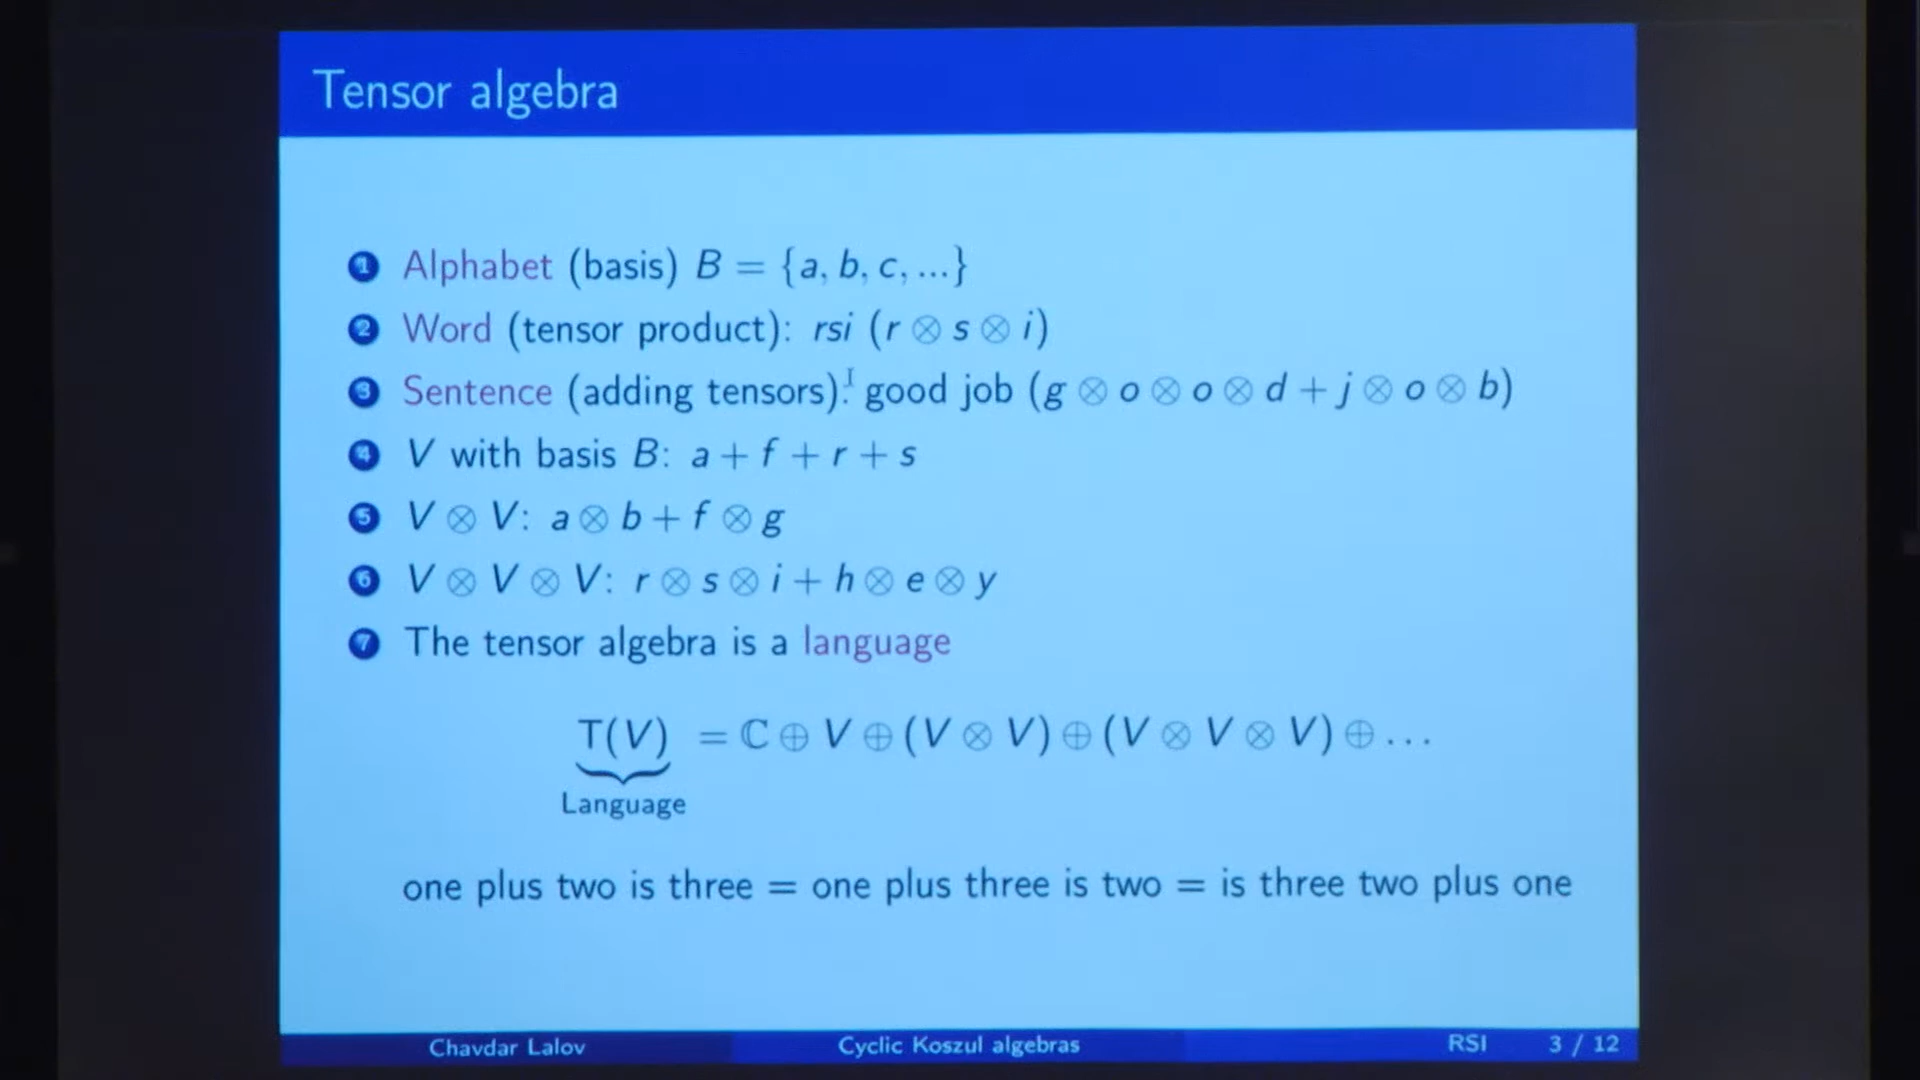 Tensor algebra
1 Alphabet (basis) B = {a, b, c, ...}
2 Word (tensor product): rsi (r ⊗ s ⊗ i)
3 Sentence (adding tensors): good job (g ⊗ o ⊗ o ⊗ d + j ⊗ o ⊗ b)
4 V with basis B: a + f + r + s
5 V ⊗ V: a ⊗ b + f ⊗ g
6 V ⊗ V ⊗ V: r ⊗ s ⊗ i + h ⊗ e ⊗ y
7 The tensor algebra is a language
T(V) = ℂ ⊕ V ⊕ (V ⊗ V) ⊕ (V ⊗ V ⊗ V) ⊕ ...
Language
one plus two is three = one plus three is two = is three two plus one
Chavdar Lalov Cyclic Koszul algebras RSI 3 / 12